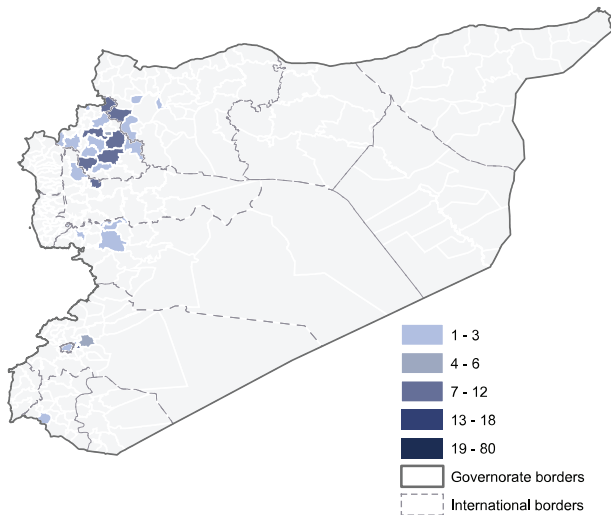 1 - 3
4 - 6
7 - 12
13 - 18
19 - 80
Governorate borders
International borders